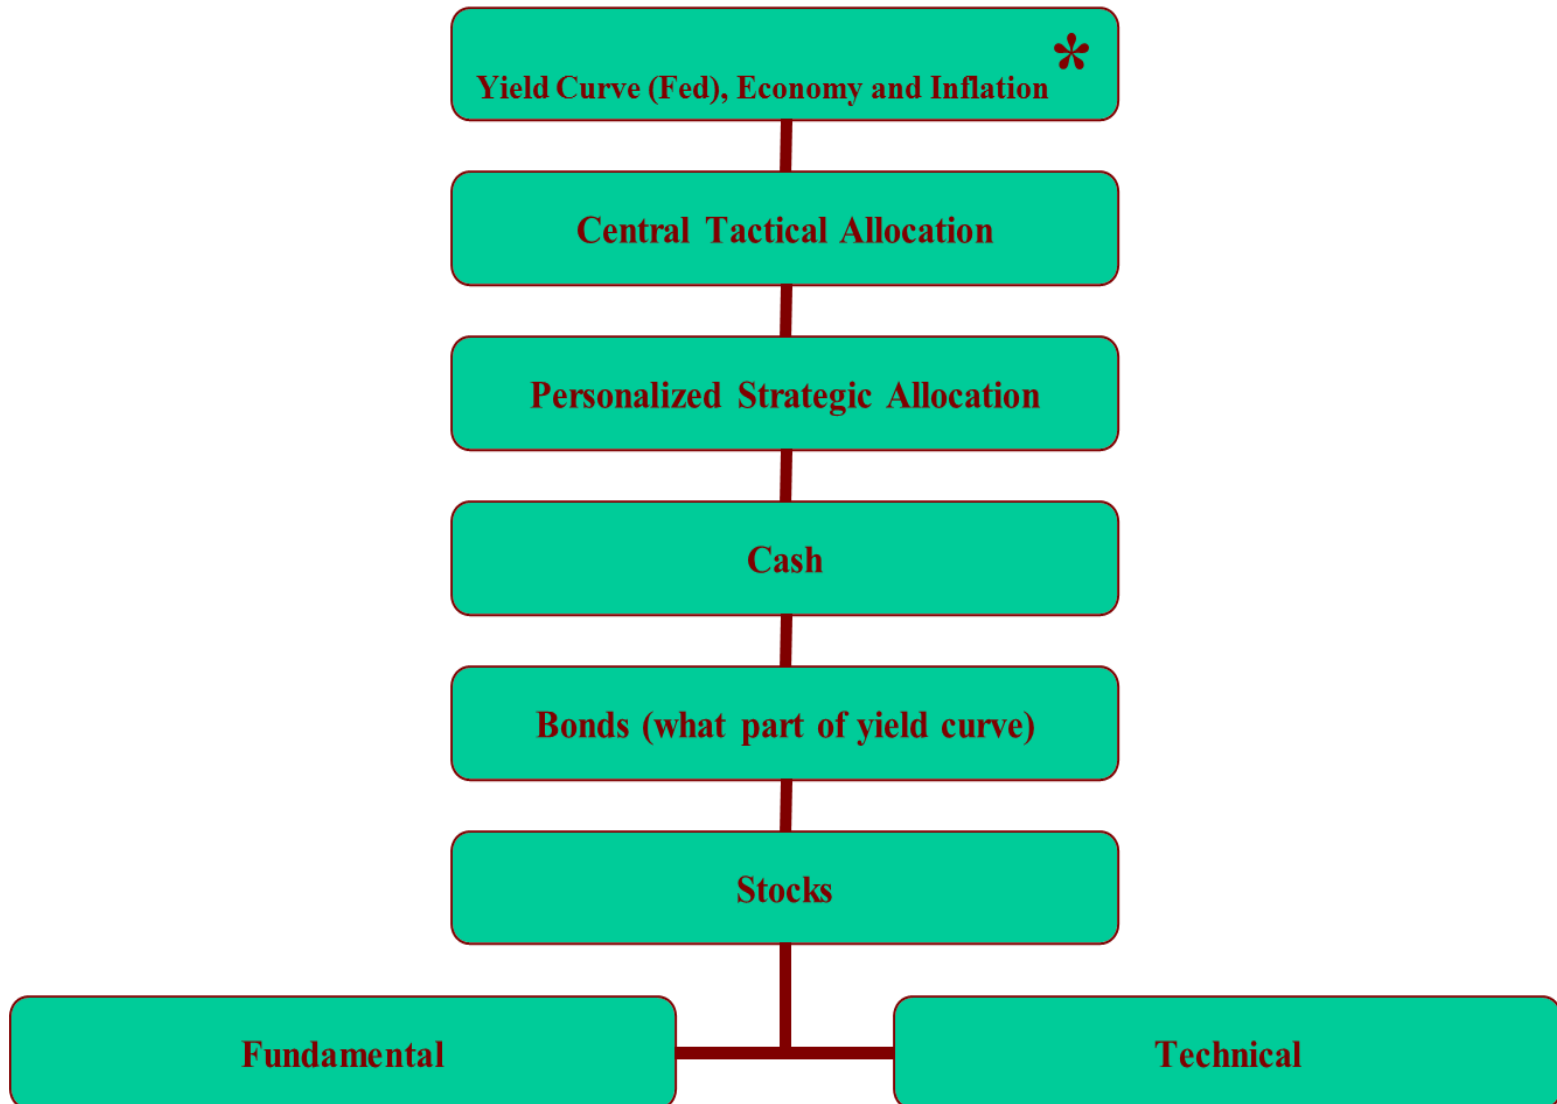 *
Yield Curve (Fed), Economy and Inflation
Central Tactical Allocation
Personalized Strategic Allocation
Cash
Bonds (what part of yield curve)
Stocks
Fundamental
Technical